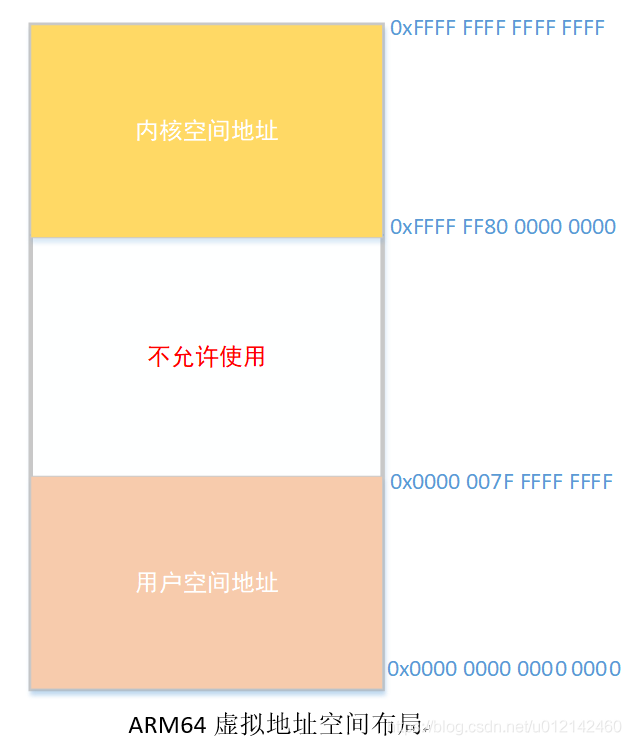 0xFFFF FFFF FFFF FFFF
内核空间地址
0xFFFF FF80 0000 0000
不允许使用
0x0000 007F FFFF FFFF
用户空间地址
0x0000 0000 0000 0000
ARM64 虚拟地址空间布局
blog.csdn.net/u012142460